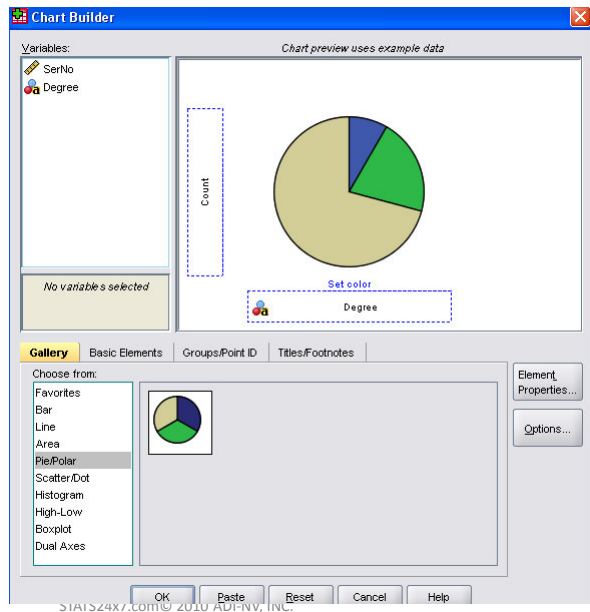 Chart Builder
Variables:
Chart preview uses example data
SerNo
Degree
Count
No variables selected
Set color
Degree
Gallery
Basic Elements
Groups/Point ID
Titles/Footnotes
Choose from:
Favorites
Bar
Line
Area
Pie/Polar
Scatter/Dot
Histogram
High-Low
Boxplot
Dual Axes
Element
Properties...
Options...
OK
Paste
Reset
Cancel
Help
STATS24x7.com© 2010 ADI-NV, INC.